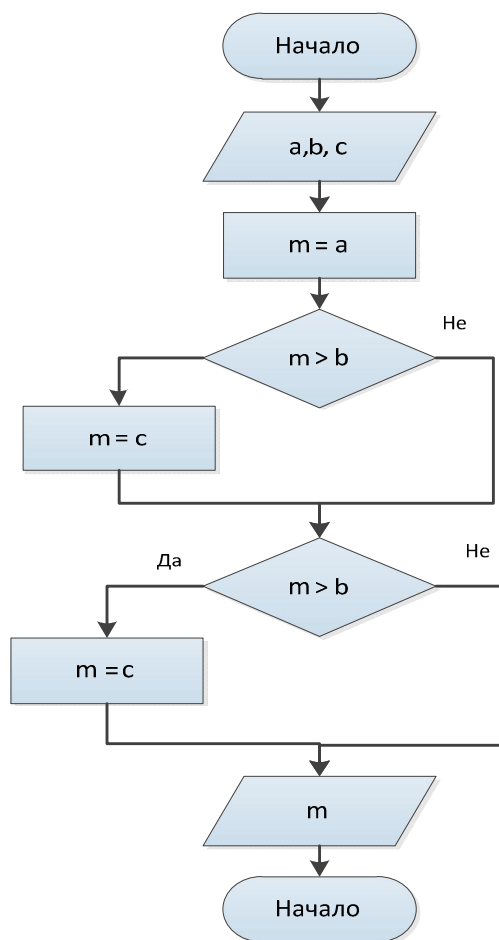 Начало
a,b, c
m = a
Не
m > b
m = c
Да
Не
m > b
m = c
m
Начало